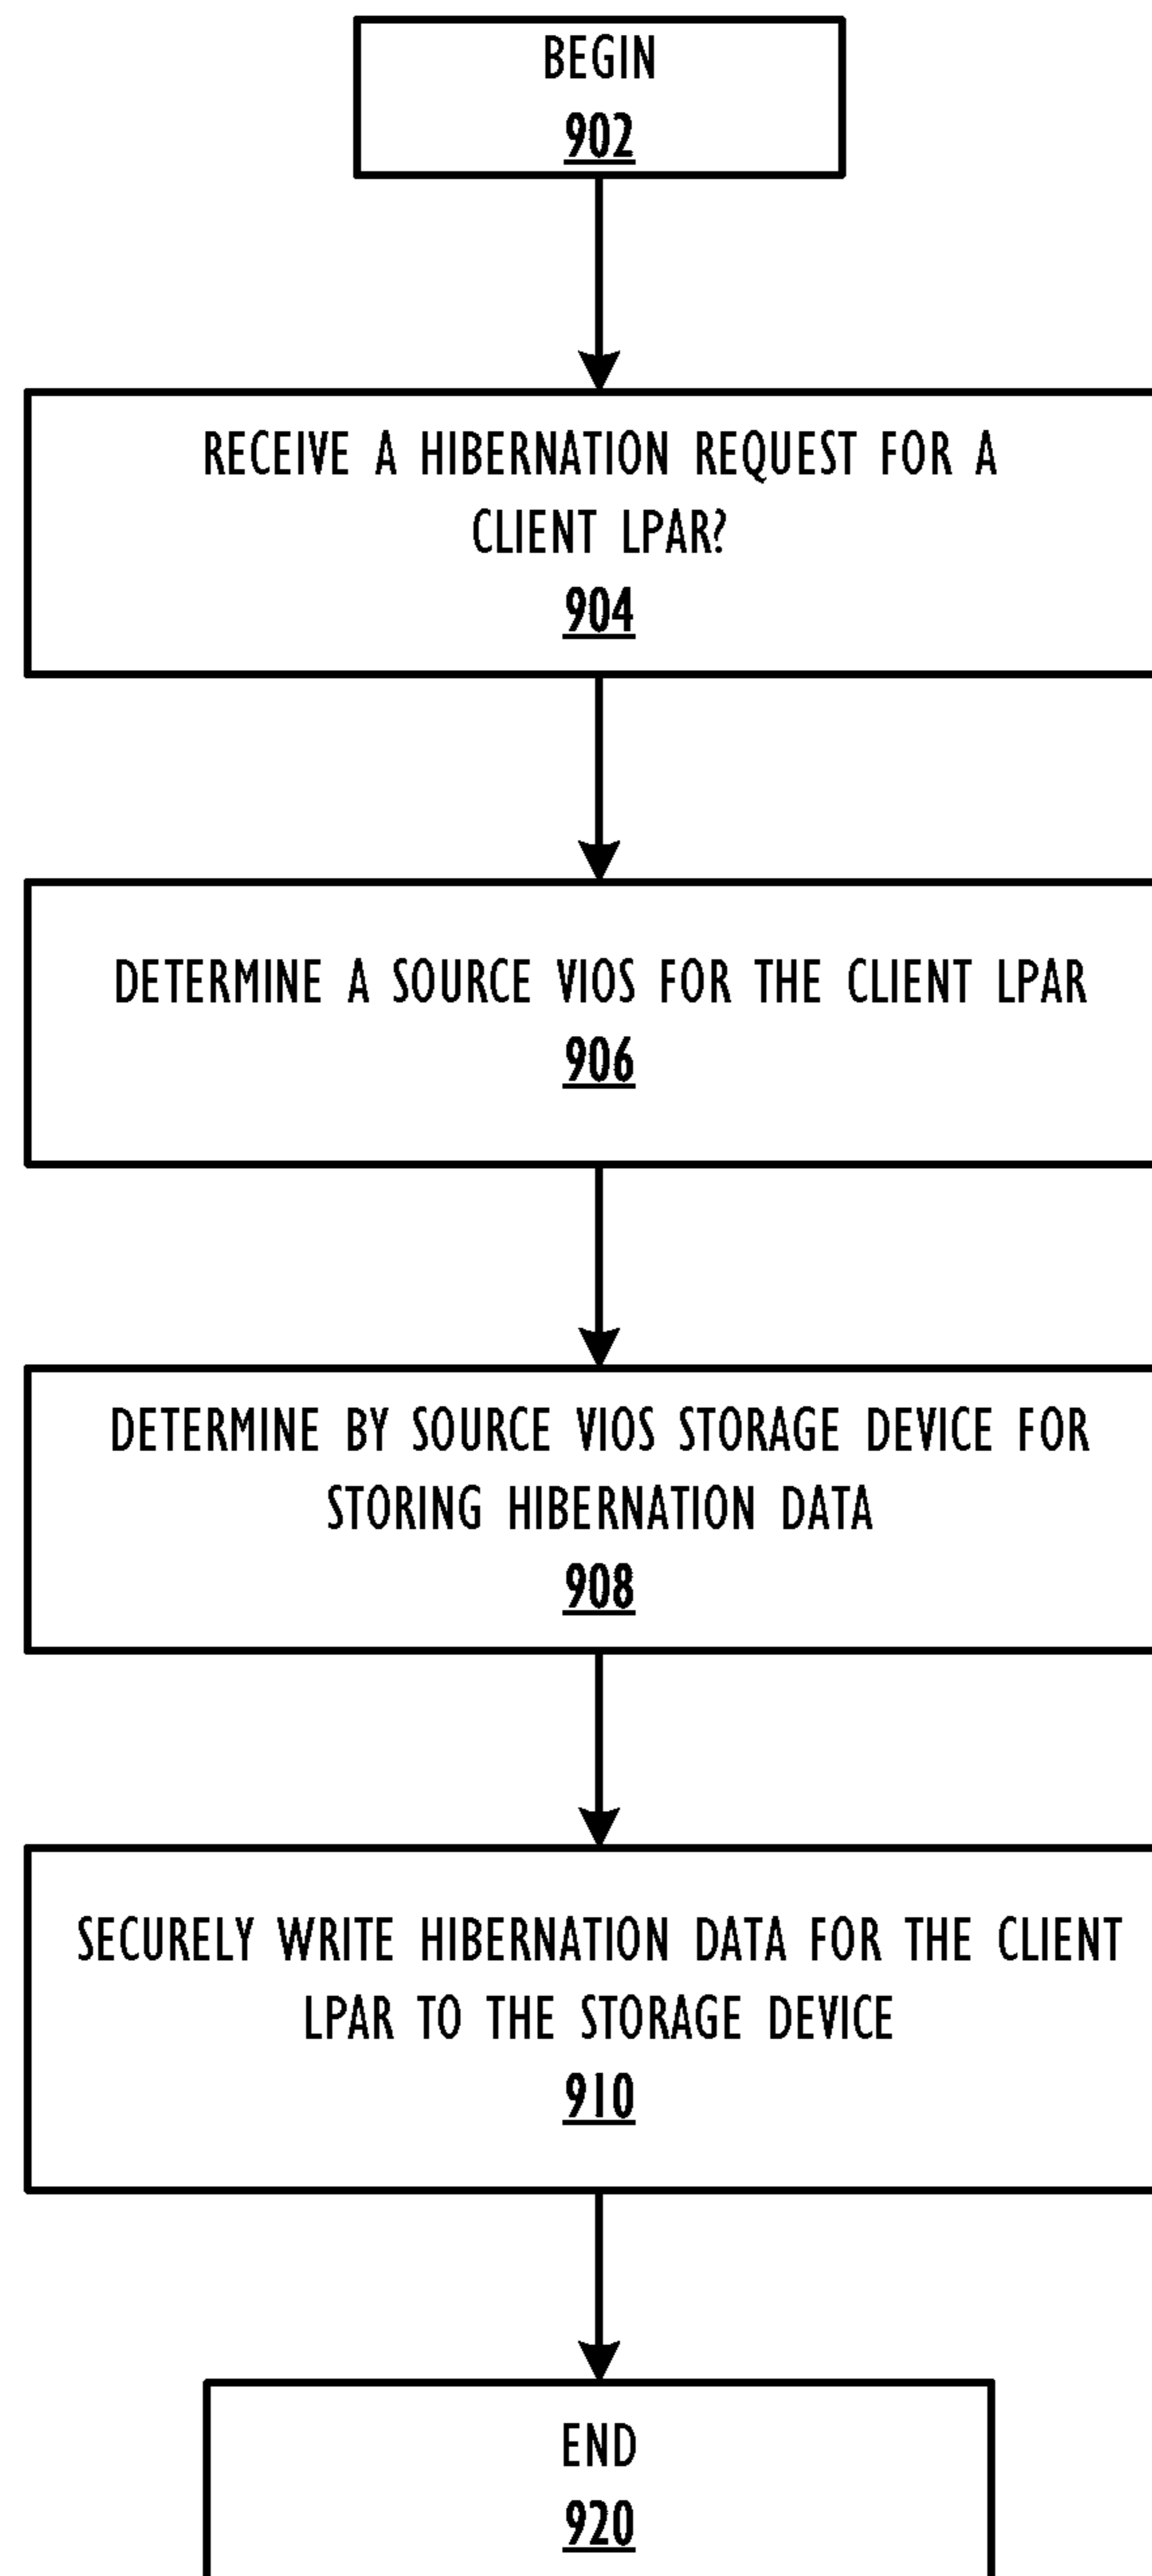 BEGIN
902
RECEIVE A HIBERNATION REQUEST FOR A
CLIENT LPAR?
904
DETERMINE A SOURCE VIOS FOR THE CLIENT LPAR
906
DETERMINE BY SOURCE VIOS STORAGE DEVICE FOR
STORING HIBERNATION DATA
908
SECURELY WRITE HIBERNATION DATA FOR THE CLIENT
LPAR TO THE STORAGE DEVICE
910
END
920